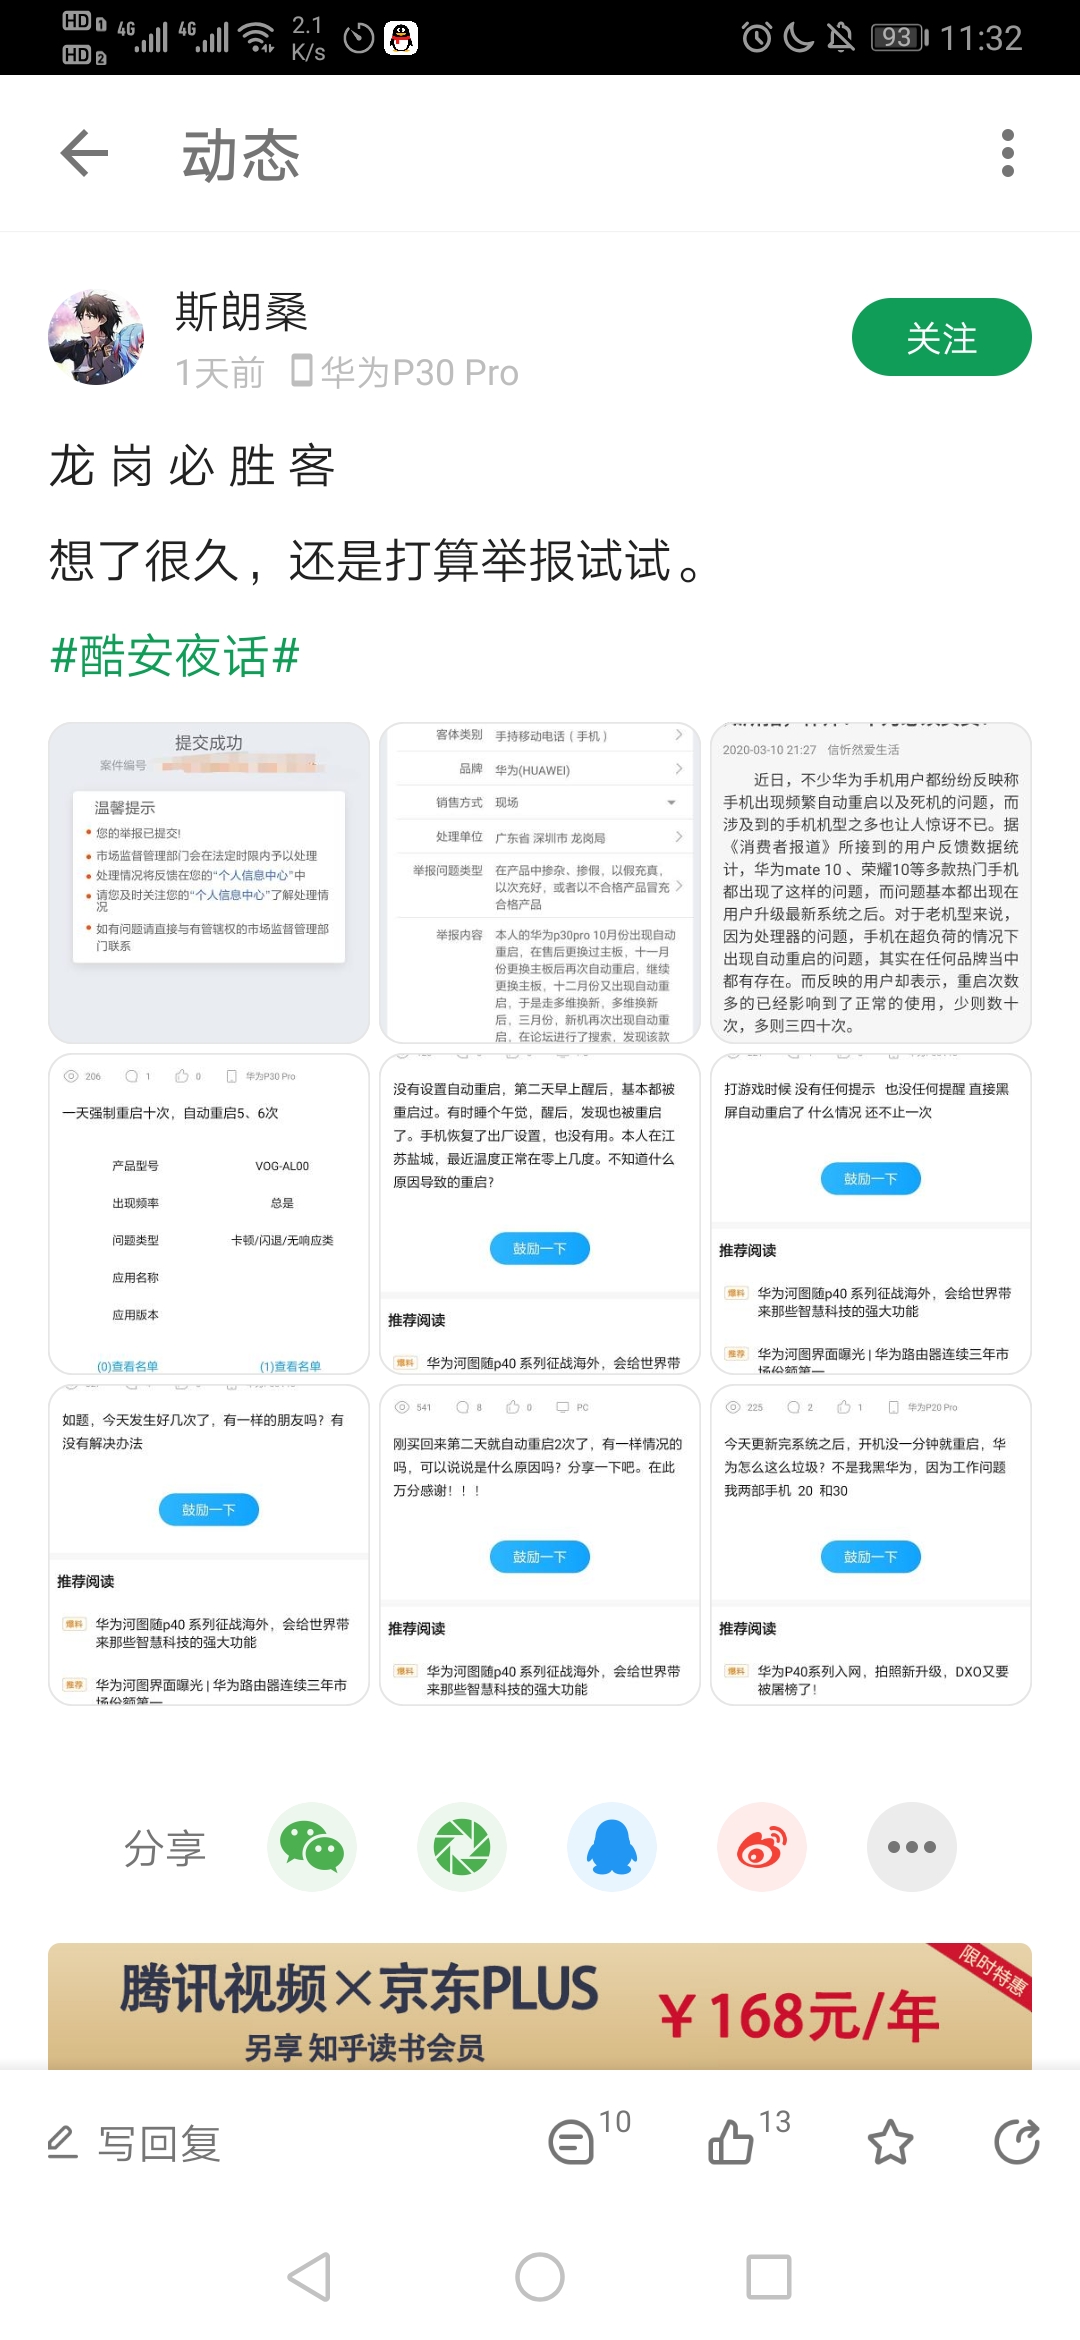 HD 1 4G 4G 2.1 93 11:32
HD 2 K/s
动态
斯朗桑
1天前 华为P30 Pro
关注
龙 岗 必 胜 客
想了很久，还是打算举报试试。
#酷安夜话#
提交成功
案件编号
温馨提示
您的举报已提交!
市场监督管理部门会在法定时限内予以处理
处理情况将反馈在您的“个人信息中心”中
请您及时关注您的“个人信息中心”了解处理情
况
如有问题请直接与有管辖权的市场监督管理部
门联系
客体类别 手持移动电话（手机）
品牌 华为(HUAWEI)
销售方式 现场
处理单位 广东省 深圳市 龙岗局
举报问题类型 在产品中掺杂、掺假，以假充真，
以次充好，或者以不合格产品冒充
合格产品
举报内容 本人的华为p30pro 10月份出现自动
重启，在售后更换过主板，十一月
份更换主板后再次自动重启，继续
更换主板，十二月份又出现自动重
启，于是走多维换新，多维换新
后，三月份，新机再次出现自动重
启，在论坛进行了搜索，发现该款
2020-03-10 21:27 信忻然爱生活
近日，不少华为手机用户都纷纷反映称
手机出现频繁自动重启以及死机的问题，而
涉及到的手机机型之多也让人惊讶不已。据
《消费者报道》所接到的用户反馈数据统
计，华为mate 10 、荣耀10等多款热门手机
都出现了这样的问题，而问题基本都出现在
用户升级最新系统之后。对于老机型来说，
因为处理器的问题，手机在超负荷的情况下
出现自动重启的问题，其实在任何品牌当中
都有存在。而反映的用户却表示，重启次数
多的已经影响到了正常的使用，少则数十
次，多则三四十次。
206 1 0 华为P30 Pro
一天强制重启十次，自动重启5、6次
产品型号 VOG-AL00
出现频率 总是
问题类型 卡顿/闪退/无响应类
应用名称
应用版本
(0)查看名单 (1)查看名单
没有设置自动重启，第二天早上醒后，基本都被
重启过。有时睡个午觉，醒后，发现也被重启
了。手机恢复了出厂设置，也没有用。本人在江
苏盐城，最近温度正常在零上几度。不知道什么
原因导致的重启?
鼓励一下
推荐阅读
爆料 华为河图随p40 系列征战海外，会给世界带
打游戏时候 没有任何提示 也没任何提醒 直接黑
屏自动重启了 什么情况 还不止一次
鼓励一下
推荐阅读
爆料 华为河图随p40 系列征战海外，会给世界带
来那些智慧科技的强大功能
推荐 华为河图界面曝光 | 华为路由器连续三年市
场份额第一
如题，今天发生好几次了，有一样的朋友吗？有
没有解决办法
鼓励一下
推荐阅读
爆料 华为河图随p40 系列征战海外，会给世界带
来那些智慧科技的强大功能
推荐 华为河图界面曝光 | 华为路由器连续三年市
场份额第一
541 8 0 PC
刚买回来第二天就自动重启2次了，有一样情况的
吗，可以说说是什么原因吗？分享一下吧。在此
万分感谢！！！
鼓励一下
推荐阅读
爆料 华为河图随p40 系列征战海外，会给世界带
来那些智慧科技的强大功能
225 2 1 华为P20 Pro
今天更新完系统之后，开机没一分钟就重启，华
为怎么这么垃圾？不是我黑华为，因为工作问题
我两部手机 20 和30
鼓励一下
推荐阅读
爆料 华为P40系列入网，拍照新升级，DXO又要
被屠榜了!
分享
腾讯视频×京东PLUS
另享 知乎读书会员
￥168元/年
限时特惠
写回复 10 13